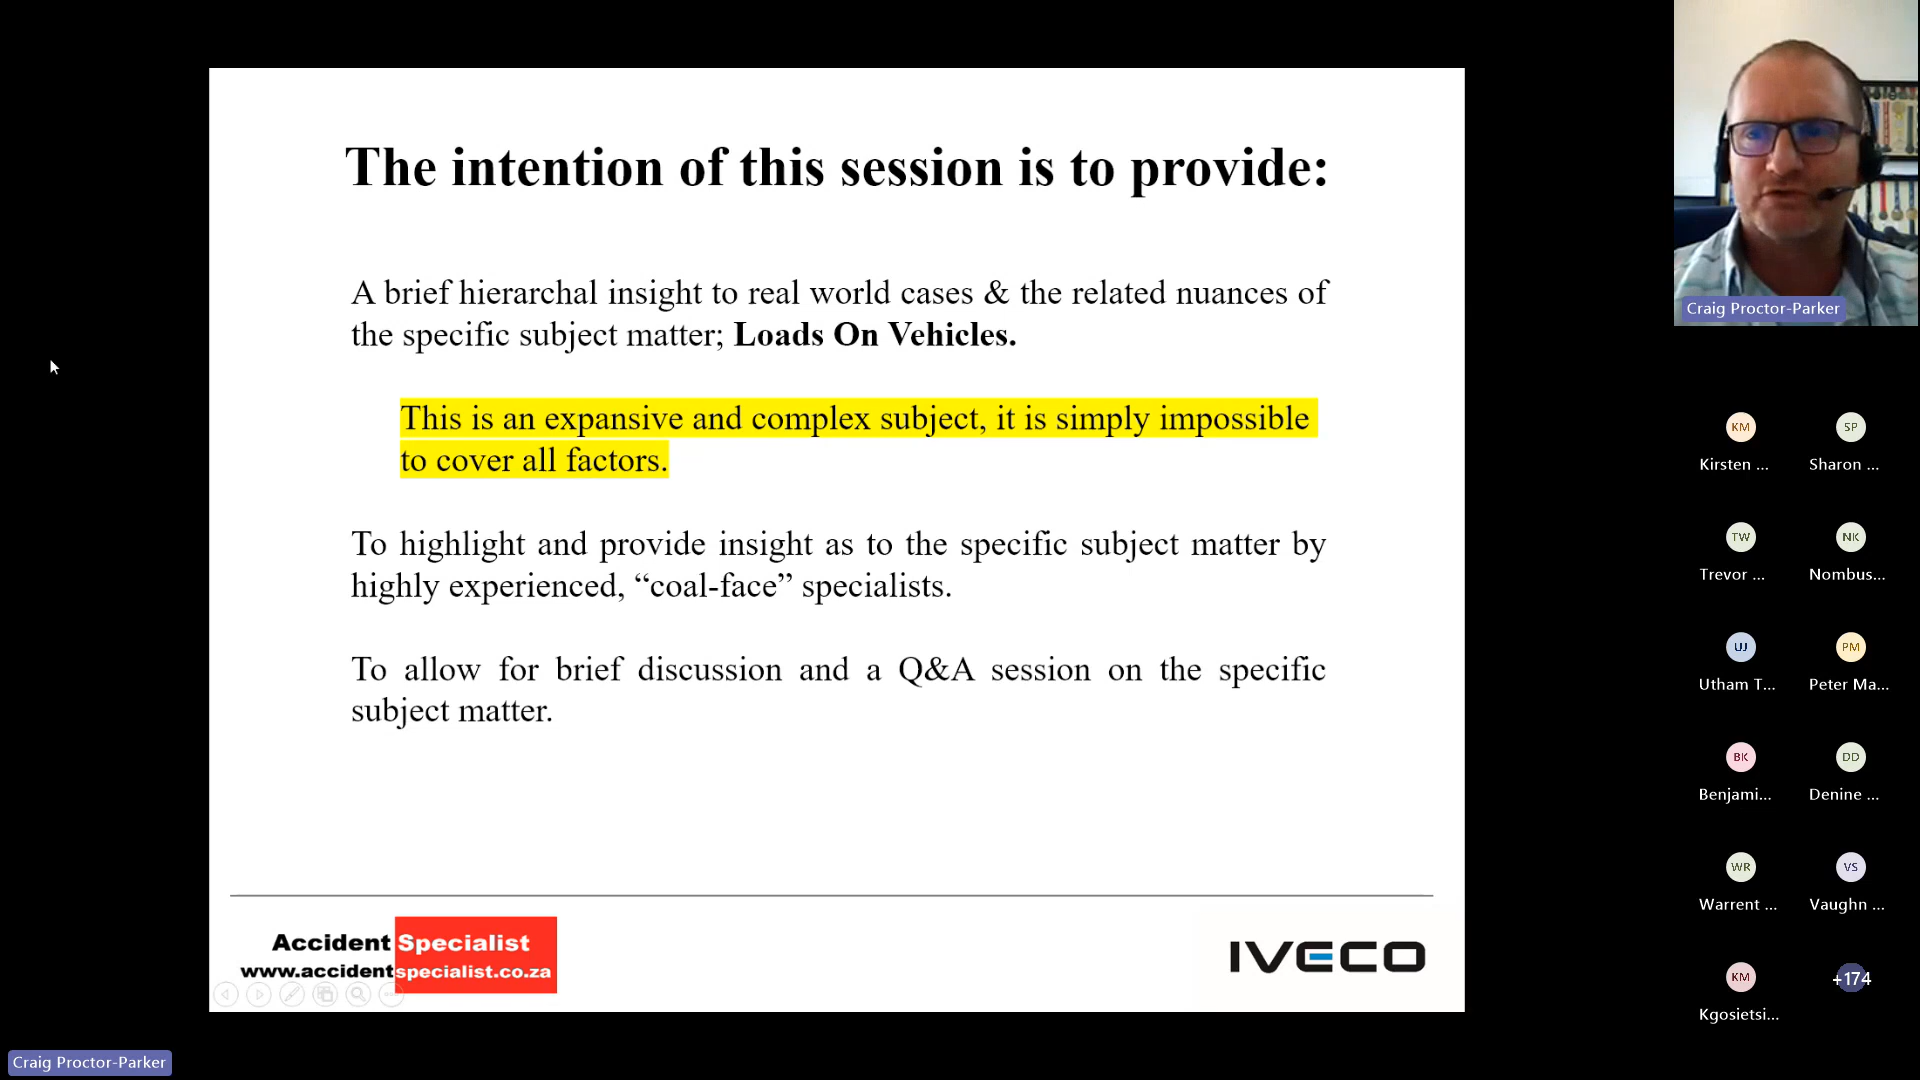 The intention of this session is to provide:
A brief hierarchal insight to real world cases & the related nuances of
the specific subject matter; Loads On Vehicles.
This is an expansive and complex subject, it is simply impossible
to cover all factors.
To highlight and provide insight as to the specific subject matter by
highly experienced, “coal-face” specialists.
To allow for brief discussion and a Q&A session on the specific
subject matter.
Accident Specialist
www.accidentspecialist.co.za
IVECO
Craig Proctor-Parker
Craig Proctor-Parker
KM
SP
Kirsten ...
Sharon ...
TW
NK
Trevor ...
Nombus...
UJ
PM
Utham T...
Peter Ma...
BK
DD
Benjami...
Denine ...
WR
VS
Warrent ...
Vaughn ...
KM
+174
Kgosietsi...